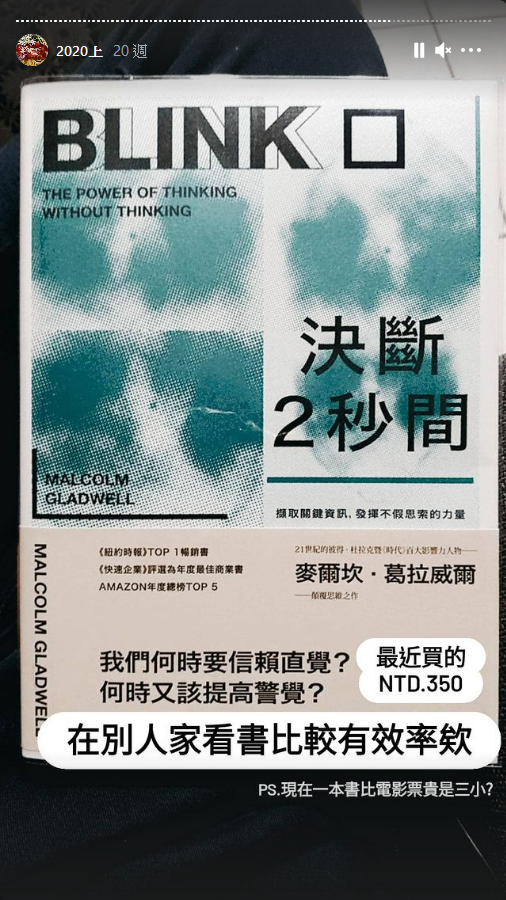 2020上 20 週
BLINK
THE POWER OF THINKING
WITHOUT THINKING
決斷
2秒間
MALCOLM
GLADWELL
擷取關鍵資訊，發揮不假思索的力量
《紐約時報》TOP 1暢銷書
《快速企業》評選為年度最佳商業書
AMAZON年度總榜TOP 5
21世紀的彼得·杜拉克暨《時代》百大影響力人物——
麥爾坎·葛拉威爾
——顛覆思維之作
MALCOLM GLADWELL
我們何時要信賴直覺？
何時又該提高警覺？
最近買的
NTD.350
在別人家看書比較有效率欸
PS.現在一本書比電影票貴是三小?